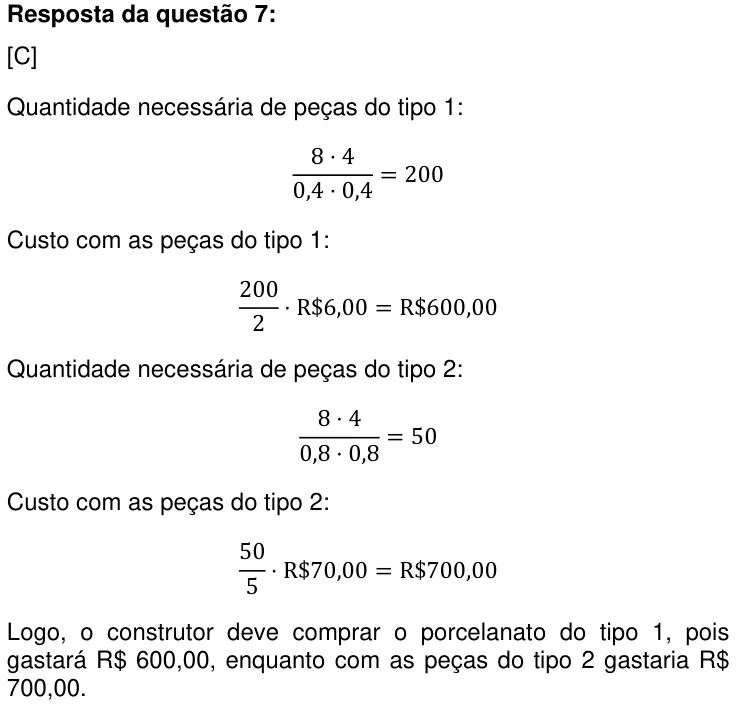 Resposta da questão 7:
[C]
Quantidade necessária de peças do tipo 1:
8 · 4
0,4 · 0,4
= 200
Custo com as peças do tipo 1:
200
2
· R$6,00 = R$600,00
Quantidade necessária de peças do tipo 2:
8 · 4
0,8 · 0,8
= 50
Custo com as peças do tipo 2:
50
5
· R$70,00 = R$700,00
Logo, o construtor deve comprar o porcelanato do tipo 1, pois
gastará R$ 600,00, enquanto com as peças do tipo 2 gastaria R$
700,00.